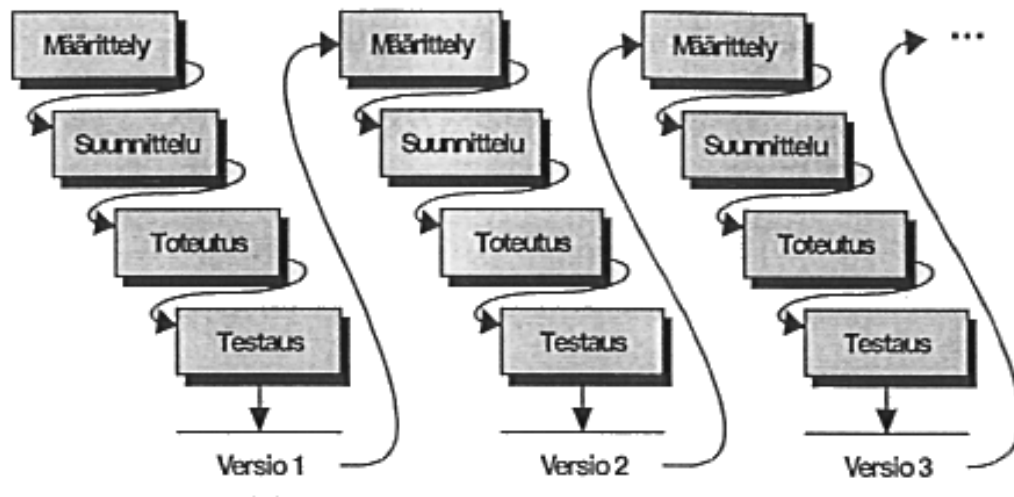 Määrittely
Suunnittelu
Toteutus
Testaus
Versio 1
Määrittely
Suunnittelu
Toteutus
Testaus
Versio 2
Määrittely
Suunnittelu
Toteutus
Testaus
Versio 3
...